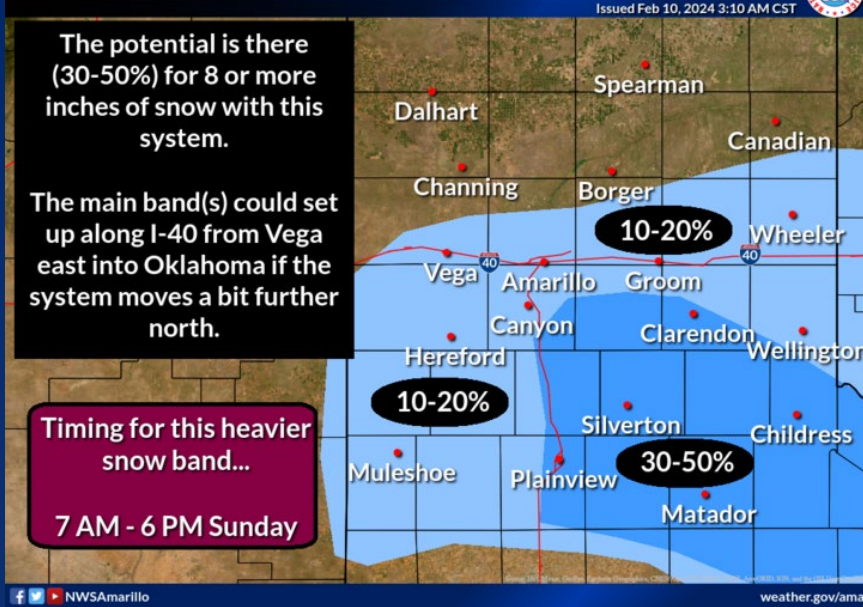 Issued Feb 10, 2024 3:10 AM CST
The potential is there
(30-50%) for 8 or more
inches of snow with this
system.
The main band(s) could set
up along I-40 from Vega
east into Oklahoma if the
system moves a bit further
north.
Timing for this heavier
snow band...
7 AM - 6 PM Sunday
Spearman
Dalhart
Canadian
Channing
Borger
10-20%
Wheeler
40
40
Vega
Amarillo
Groom
Canyon
Clarendon
Hereford
Wellington
10-20%
Silverton
Childress
Muleshoe
Plainview
30-50%
Matador
NWSAmarillo
weather.gov/ama